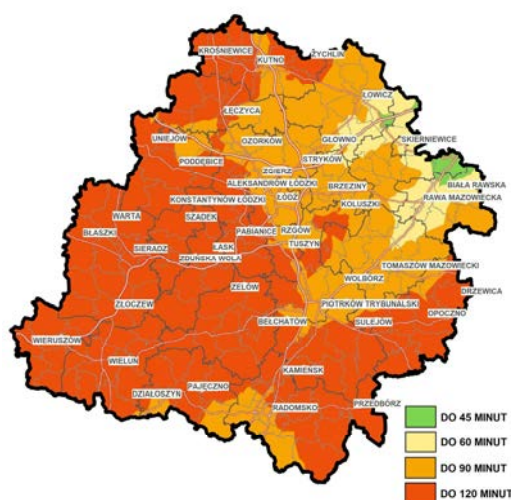 KROŚNIEWICE
ŻYCHLIN
KUTNO
ŁOWICZ
ŁĘCZYCA
UNIEJÓW
OZORKÓW
GŁOWNO
SKIERNIEWICE
PODDĘBICE
STRYKÓW
ZGIERZ
BIAŁA RAWSKA
ALEKSANDRÓW ŁÓDZKI
BRZEZINY
RAWA MAZOWIECKA
KONSTANTYNÓW ŁÓDZKI
ŁÓDŹ
KOLUSZKI
WARTA
SZADEK
PABIANICE
RZGÓW
BŁASZKI
SIERADZ
ŁASK
TUSZYN
ZDUŃSKA WOLA
TOMASZÓW MAZOWIECKI
WOLBÓRZ
ZELÓW
DRZEWICA
ZŁOCZEW
PIOTRKÓW TRYBUNALSKI
OPOCZNO
BEŁCHATÓW
SULEJÓW
WIERUSZÓW
WIELUŃ
KAMIEŃSK
PAJĘCZNO
DZIAŁOSZYN
RADOMSKO
PRZEDBÓRZ
DO 45 MINUT
DO 60 MINUT
DO 90 MINUT
DO 120 MINUT